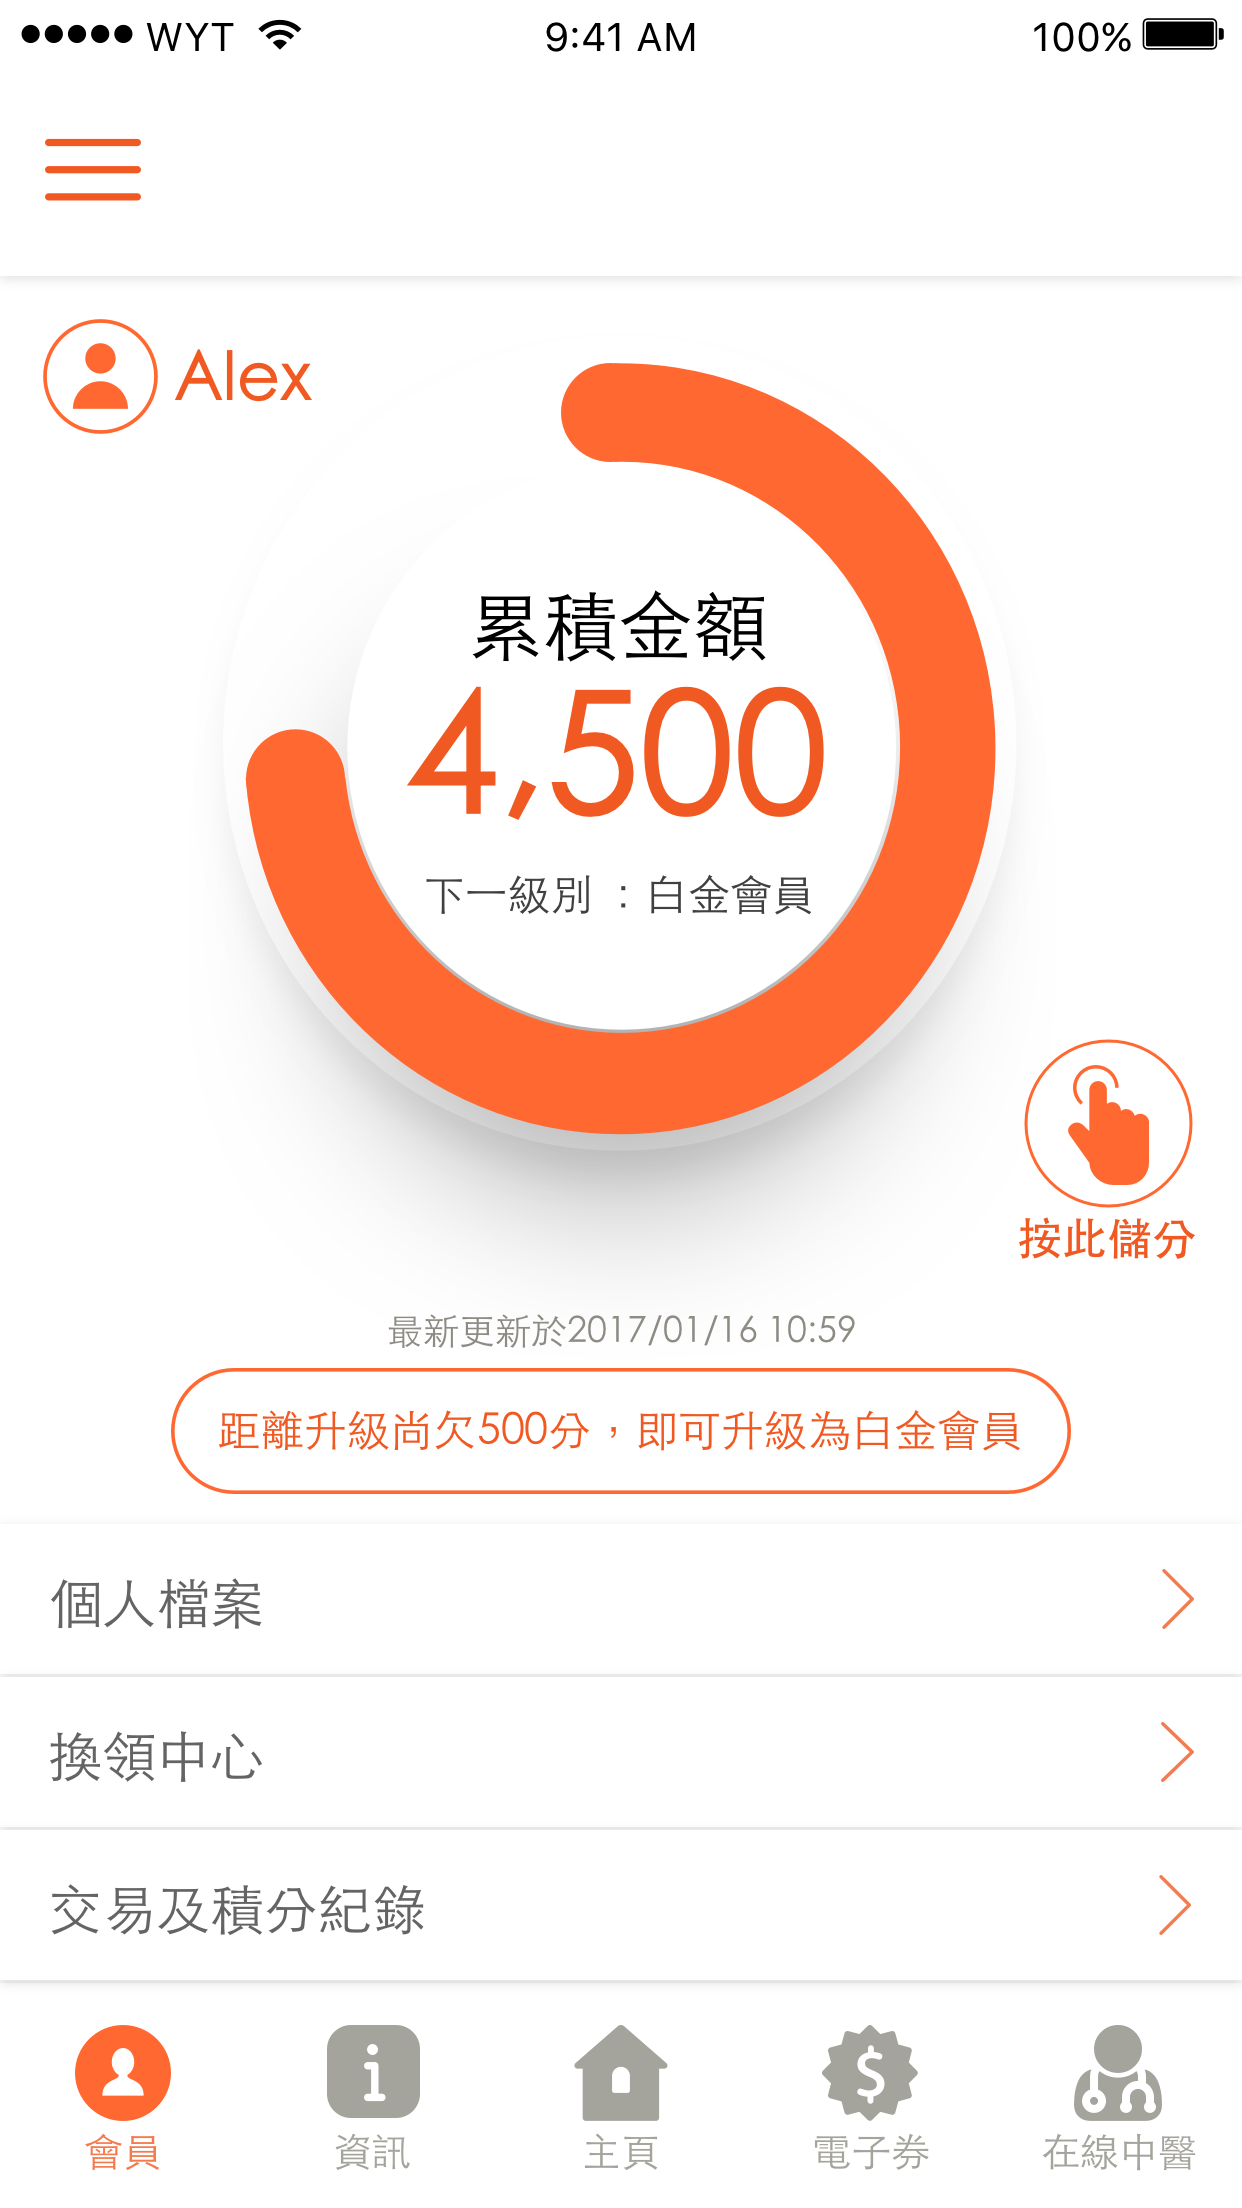 WYT 9:41 AM 100%
Alex
累積金額
4,500
下一級別：白金會員
按此儲分
最新更新於2017/01/16 10:59
距離升級尚欠500分，即可升級為白金會員
個人檔案
換領中心
交易及積分紀錄
會員 資訊 主頁 電子券 在線中醫